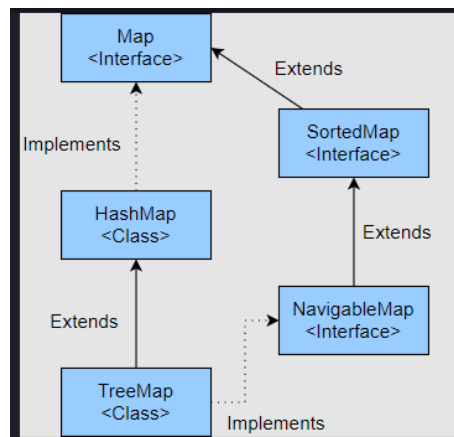 Map
<Interface>
Extends
Implements
SortedMap
<Interface>
HashMap
<Class>
Extends
NavigableMap
<Interface>
Extends
TreeMap
<Class>
Implements